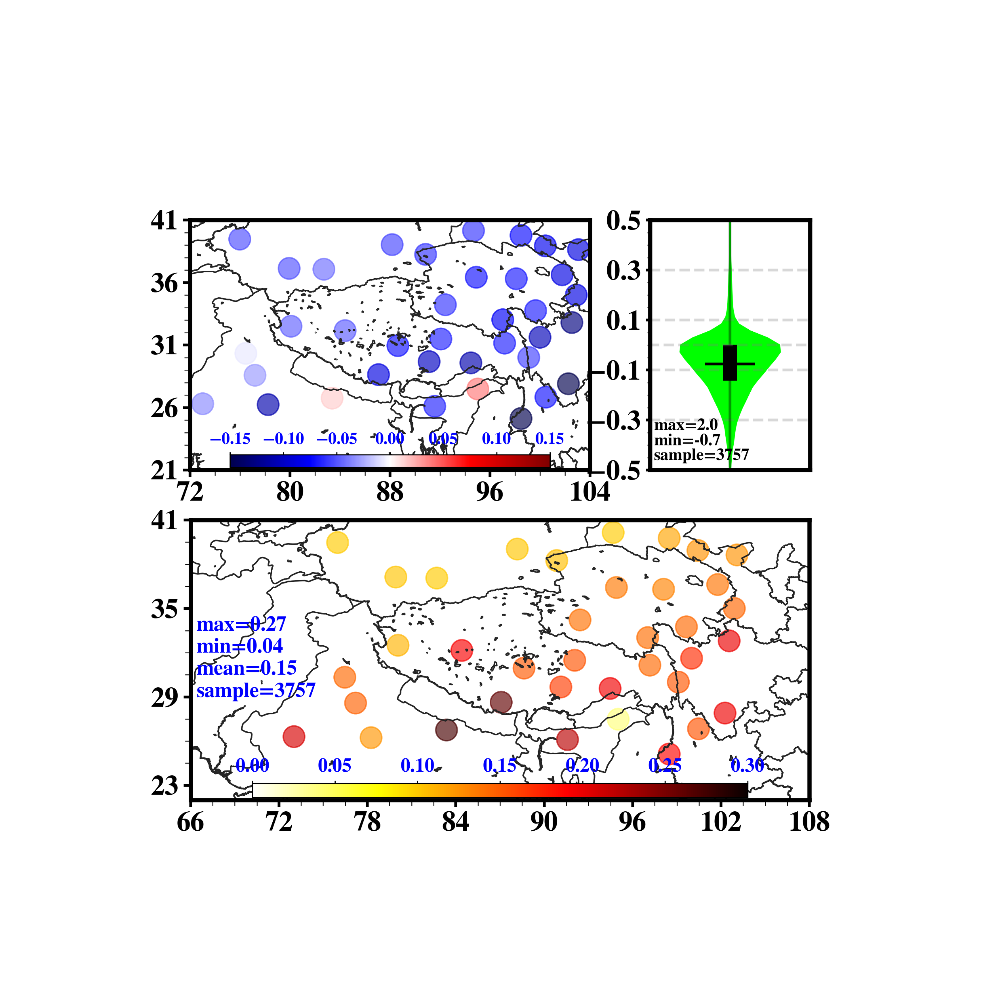 41
36
31
26
21
−0.15 −0.10 −0.05 0.00 0.05 0.10 0.15
72 80 88 96 104
0.5
0.3
0.1
−0.1
−0.3
−0.5
max=2.0
min=-0.7
sample=3757
41
35
29
23
max=0.27
min=0.04
mean=0.15
sample=3757
0.00 0.05 0.10 0.15 0.20 0.25 0.30
66 72 78 84 90 96 102 108